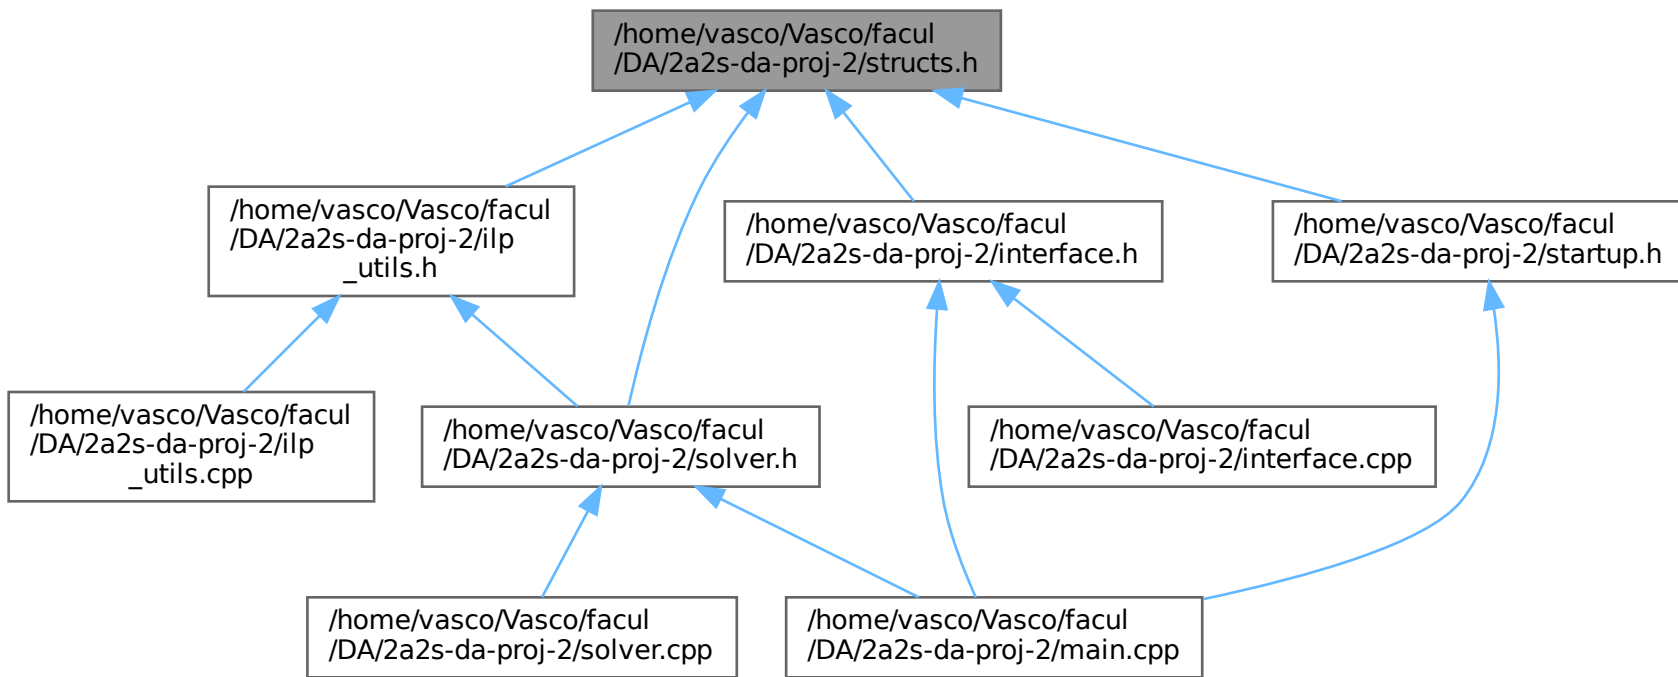 /home/vasco/Vasco/facul
/DA/2a2s-da-proj-2/structs.h
/home/vasco/Vasco/facul
/DA/2a2s-da-proj-2/ilp
_utils.h
/home/vasco/Vasco/facul
/DA/2a2s-da-proj-2/interface.h
/home/vasco/Vasco/facul
/DA/2a2s-da-proj-2/startup.h
/home/vasco/Vasco/facul
/DA/2a2s-da-proj-2/ilp
_utils.cpp
/home/vasco/Vasco/facul
/DA/2a2s-da-proj-2/solver.h
/home/vasco/Vasco/facul
/DA/2a2s-da-proj-2/interface.cpp
/home/vasco/Vasco/facul
/DA/2a2s-da-proj-2/solver.cpp
/home/vasco/Vasco/facul
/DA/2a2s-da-proj-2/main.cpp